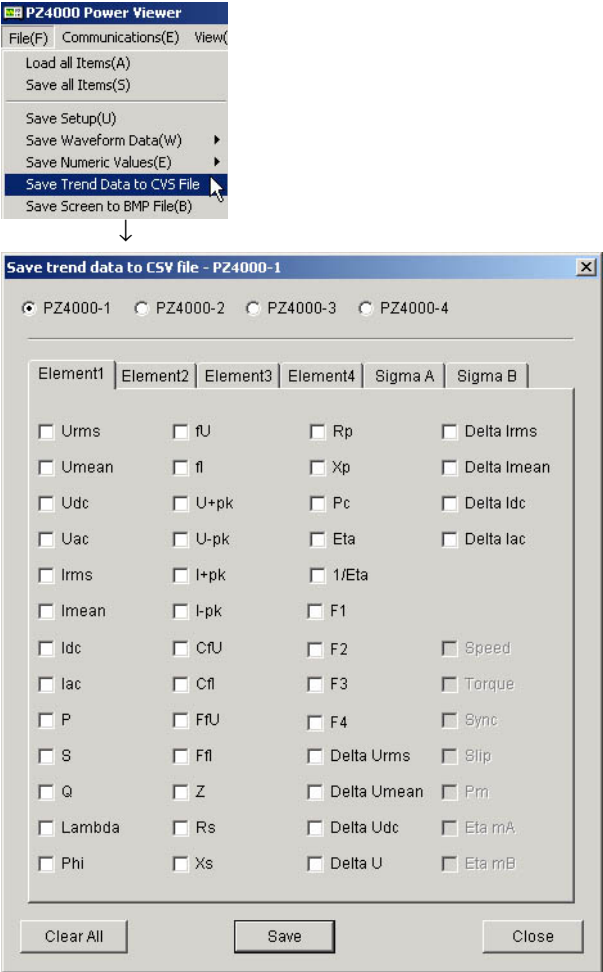 PZ4000 Power Viewer
File(F) Communications(E) View(
Load all Items(A)
Save all Items(S)
Save Setup(U)
Save Waveform Data(W)
Save Numeric Values(E)
Save Trend Data to CVS File
Save Screen to BMP File(B)
Save trend data to CSV file - PZ4000-1
PZ4000-1 PZ4000-2 PZ4000-3 PZ4000-4
Element1 Element2 Element3 Element4 Sigma A Sigma B
Urms fU Rp Delta Irms
Umean fI Xp Delta Imean
Udc U+pk Pc Delta Idc
Uac U-pk Eta Delta Iac
Irms I+pk 1/Eta
Imean I-pk F1
Idc CfU F2 Speed
Iac CfI F3 Torque
P FfU F4 Sync
S FfI Delta Urms Slip
Q Z Delta Umean Pm
Lambda Rs Delta Udc Eta mA
Phi Xs Delta U Eta mB
Clear All Save Close